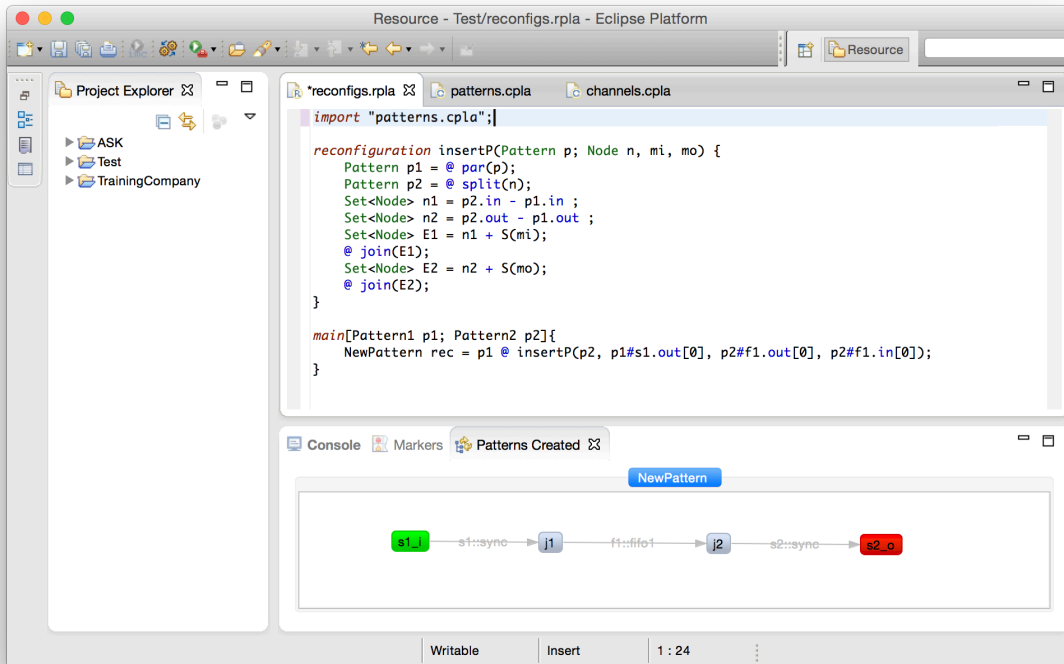 Resource - Test/reconfigs.rpla - Eclipse Platform
Resource
Project Explorer
ASK
Test
TrainingCompany
*reconfigs.rpla
patterns.cpla
channels.cpla
import "patterns.cpla";
reconfiguration insertP(Pattern p; Node n, mi, mo) {
Pattern p1 = @ par(p);
Pattern p2 = @ split(n);
Set<Node> n1 = p2.in - p1.in ;
Set<Node> n2 = p2.out - p1.out ;
Set<Node> E1 = n1 + S(mi);
@ join(E1);
Set<Node> E2 = n2 + S(mo);
@ join(E2);
}
main[Pattern1 p1; Pattern2 p2]{
NewPattern rec = p1 @ insertP(p2, p1#s1.out[0], p2#f1.out[0], p2#f1.in[0]);
}
Console
Markers
Patterns Created
NewPattern
s1_i
s1::sync
j1
f1::fifo1
j2
s2::sync
s2_o
Writable
Insert
1 : 24